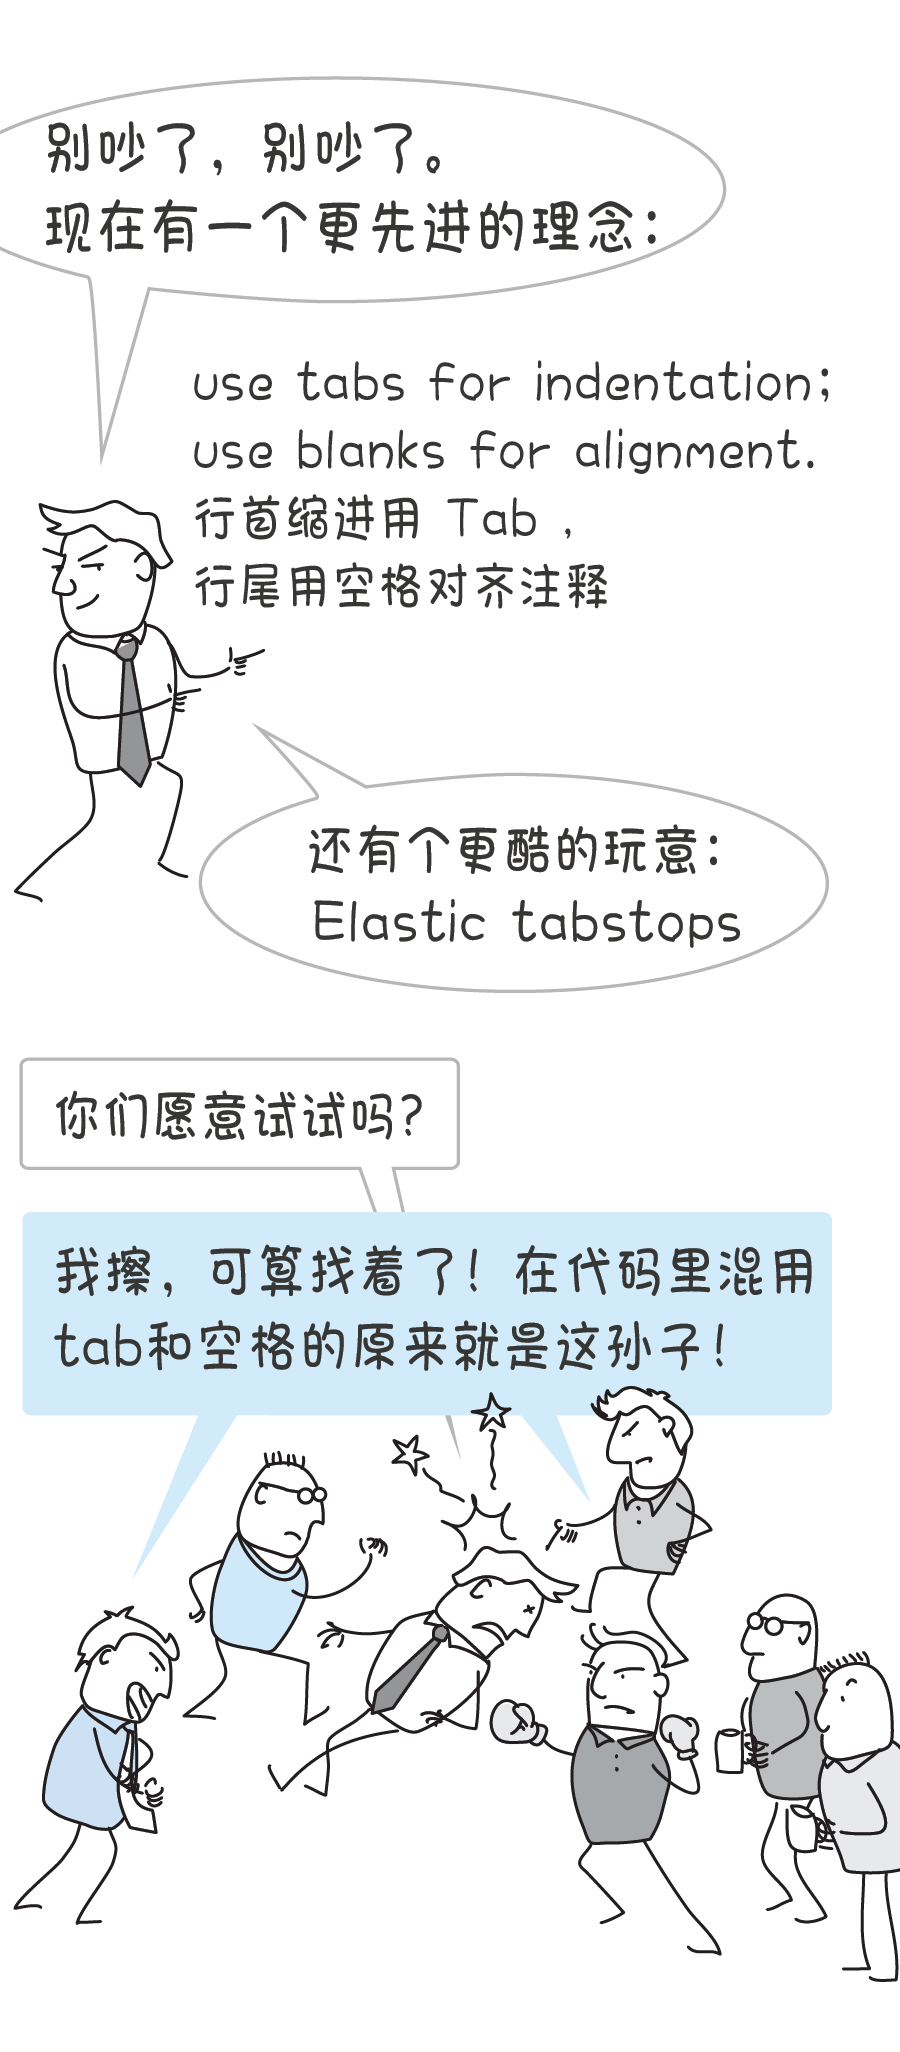 别吵了，别吵了。
现在有一个更先进的理念：
use tabs for indentation;
use blanks for alignment.
行首缩进用 Tab ，
行尾用空格对齐注释
还有个更酷的玩意：
Elastic tabstops
你们愿意试试吗？
我擦，可算找着了！在代码里混用
tab和空格的原来就是这孙子！